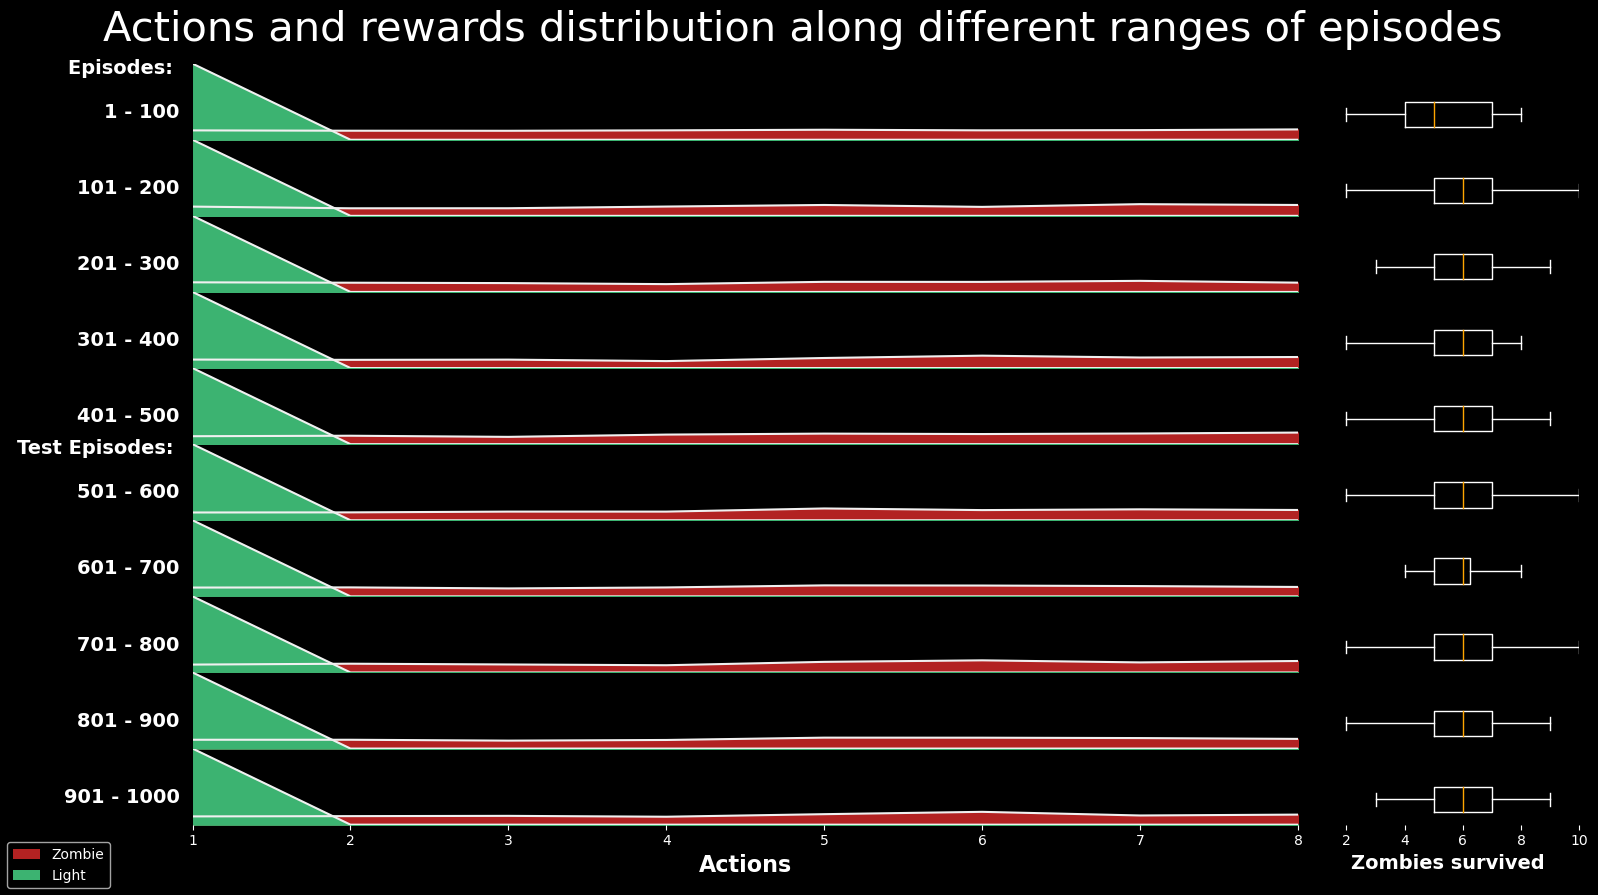 Actions and rewards distribution along different ranges of episodes
Episodes:
1 - 100
101 - 200
201 - 300
301 - 400
401 - 500
Test Episodes:
501 - 600
601 - 700
701 - 800
801 - 900
901 - 1000
1 2 3 4 5 6 7 8
Actions
2 4 6 8 10
Zombies survived
Zombie
Light